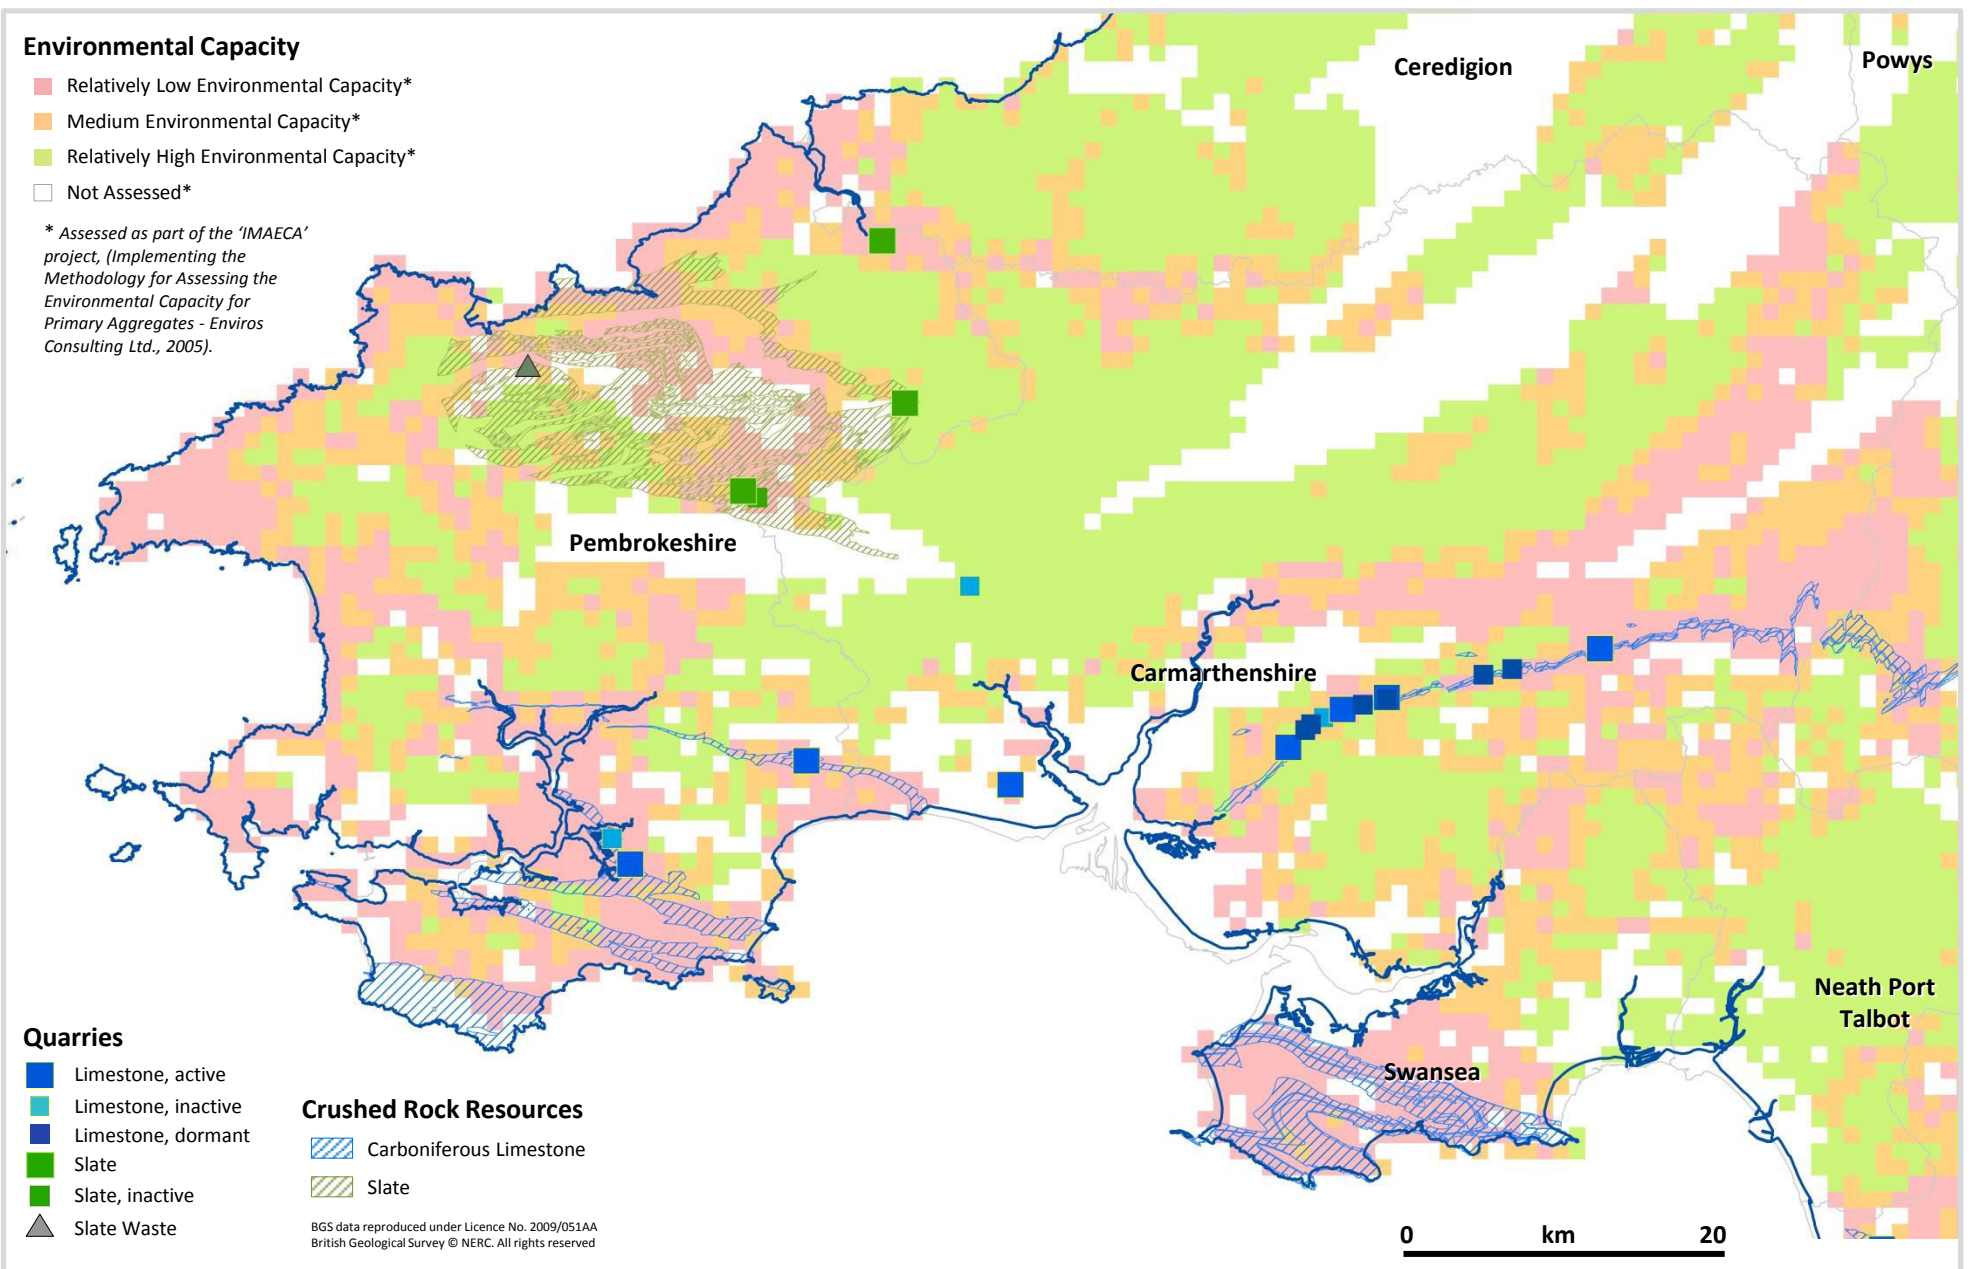 Environmental Capacity
Relatively Low Environmental Capacity*
Medium Environmental Capacity*
Relatively High Environmental Capacity*
Not Assessed*
* Assessed as part of the ‘IMAECA’
project, (Implementing the
Methodology for Assessing the
Environmental Capacity for
Primary Aggregates - Enviros
Consulting Ltd., 2005).
Ceredigion
Powys
Pembrokeshire
Carmarthenshire
Neath Port
Talbot
Swansea
Quarries
Limestone, active
Limestone, inactive
Limestone, dormant
Slate
Slate, inactive
Slate Waste
Crushed Rock Resources
Carboniferous Limestone
Slate
BGS data reproduced under Licence No. 2009/051AA
British Geological Survey © NERC. All rights reserved
0 km 20